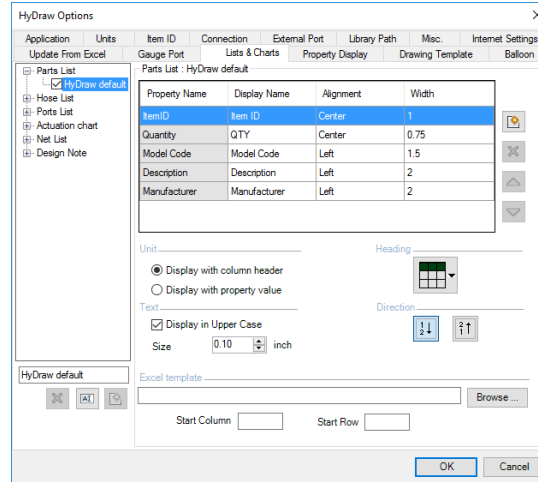 HyDraw Options
Application Units Item ID Connection External Port Library Path Misc. Internet Settings
Update From Excel Gauge Port Lists & Charts Property Display Drawing Template Balloon
Parts List
HyDraw default
Hose List
Ports List
Actuation chart
Net List
Design Note
Parts List : HyDraw default
Property Name Display Name Alignment Width
ItemID Item ID Center 1
Quantity QTY Center 0.75
Model Code Model Code Left 1.5
Description Description Left 2
Manufacturer Manufacturer Left 2
Unit Heading
Display with column header
Display with property value
Text Direction
Display in Upper Case
Size 0.10 inch
1 2 2 1
HyDraw default
AI
Excel template
Browse ...
Start Column Start Row
OK Cancel